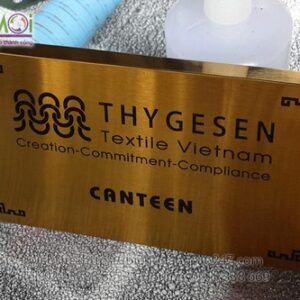 THYGESEN
Textile Vietnam
Creation-Commitment-Compliance
CANTEEN